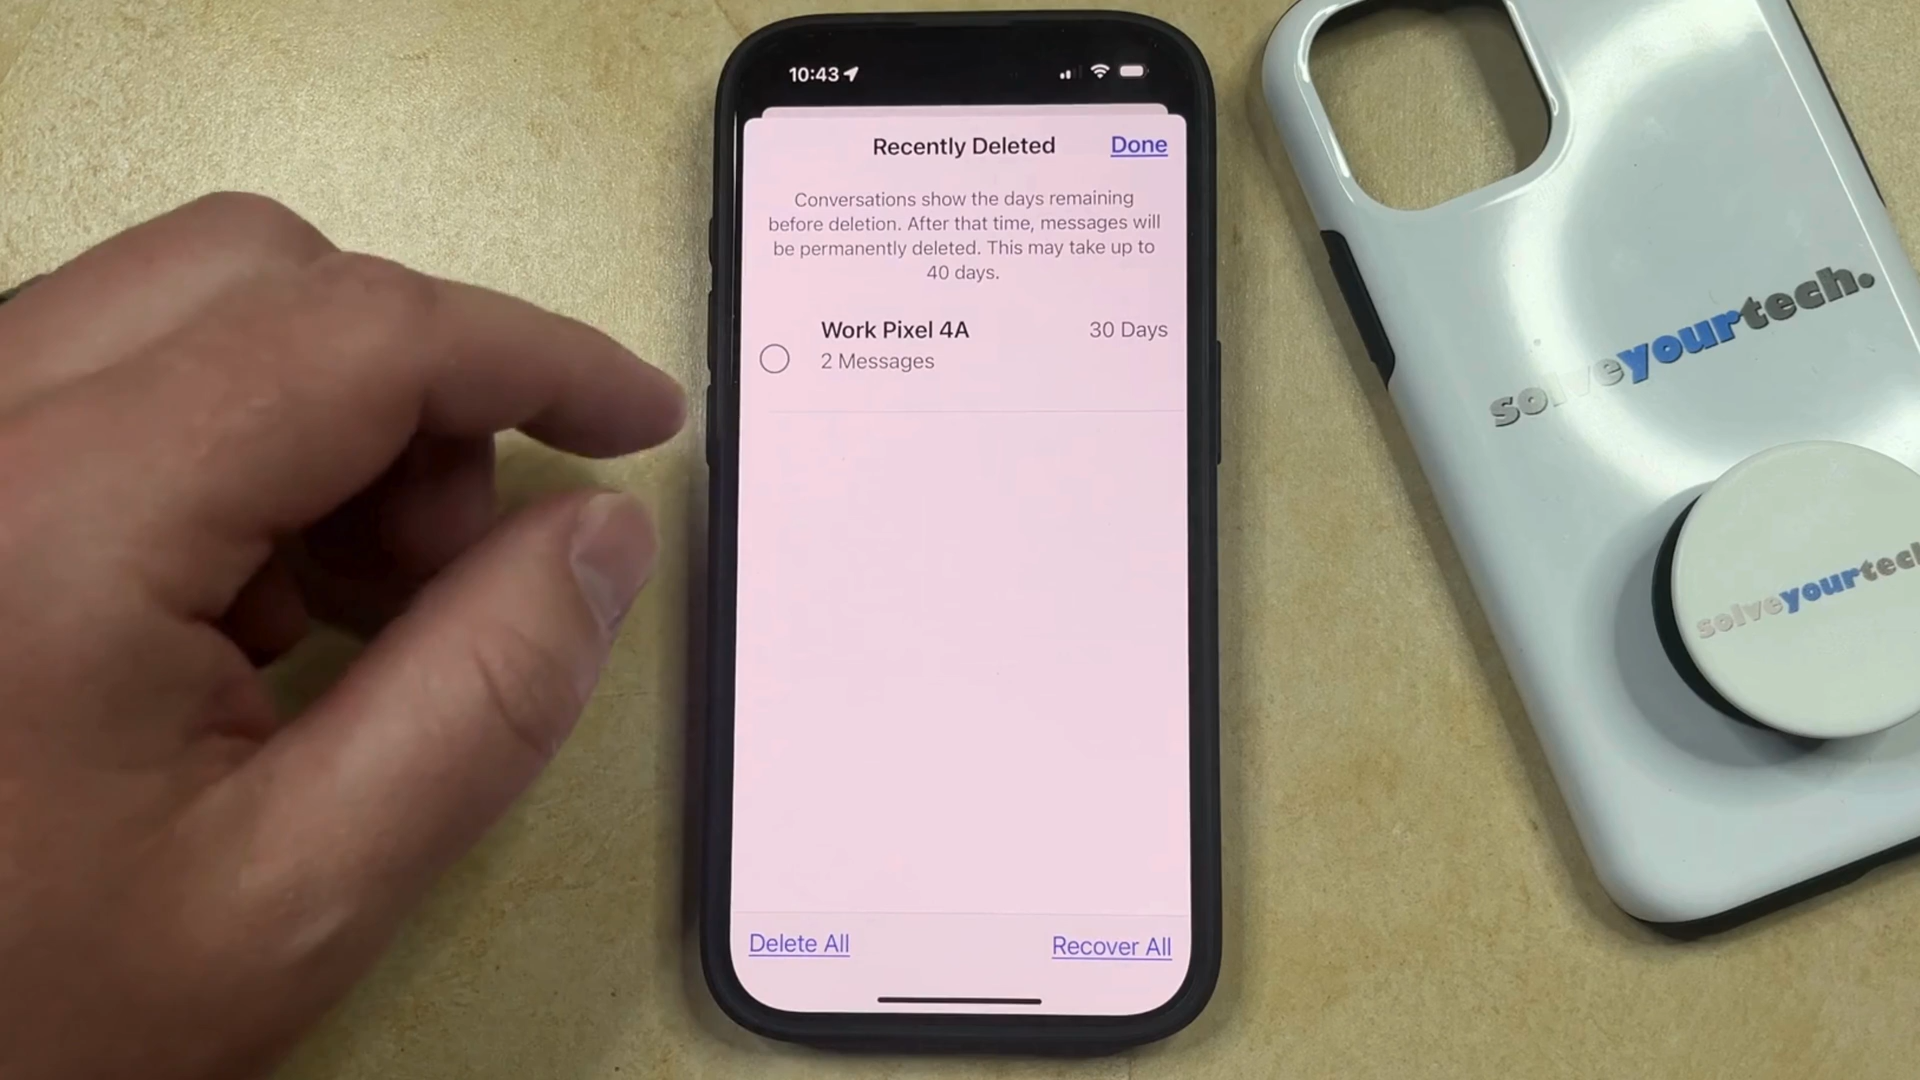 10:43
Recently Deleted
Done
Conversations show the days remaining
before deletion. After that time, messages will
be permanently deleted. This may take up to
40 days.
Work Pixel 4A
30 Days
2 Messages
Delete All
Recover All
solveyourtech.
solveyourtech